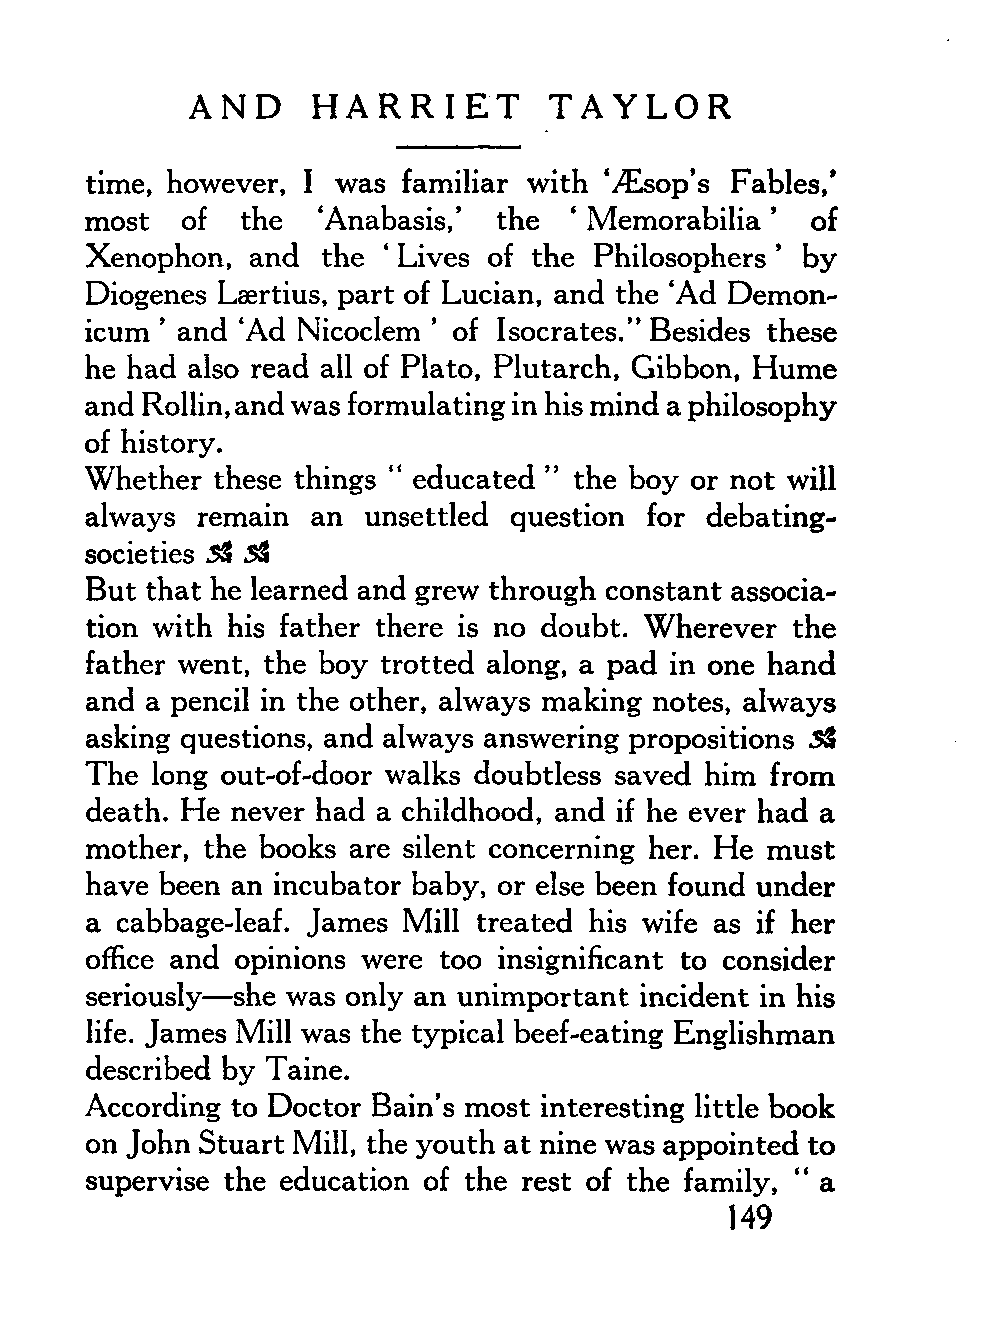 AND HARRIET TAYLOR
time, however, I was familiar with ‘Æsop’s Fables,’
most of the ‘Anabasis,’ the ‘ Memorabilia ’ of
Xenophon, and the ‘ Lives of the Philosophers ’ by
Diogenes Lærtius, part of Lucian, and the ‘Ad Demon-
icum ’ and ‘Ad Nicoclem ’ of Isocrates.” Besides these
he had also read all of Plato, Plutarch, Gibbon, Hume
and Rollin, and was formulating in his mind a philosophy
of history.
Whether these things “ educated ” the boy or not will
always remain an unsettled question for debating-
societies
But that he learned and grew through constant associa-
tion with his father there is no doubt. Wherever the
father went, the boy trotted along, a pad in one hand
and a pencil in the other, always making notes, always
asking questions, and always answering propositions
The long out-of-door walks doubtless saved him from
death. He never had a childhood, and if he ever had a
mother, the books are silent concerning her. He must
have been an incubator baby, or else been found under
a cabbage-leaf. James Mill treated his wife as if her
office and opinions were too insignificant to consider
seriously—she was only an unimportant incident in his
life. James Mill was the typical beef-eating Englishman
described by Taine.
According to Doctor Bain’s most interesting little book
on John Stuart Mill, the youth at nine was appointed to
supervise the education of the rest of the family, “ a
149